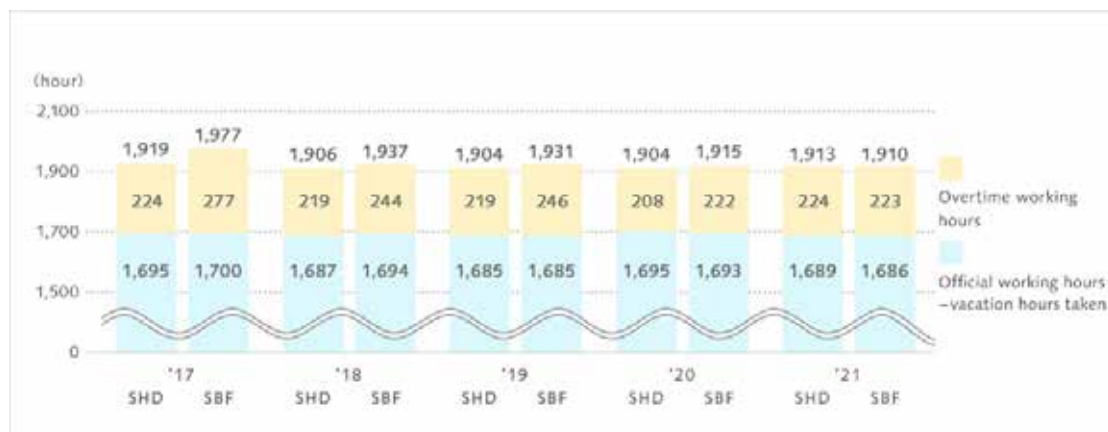 (hour)
2,100
1,900
1,700
1,500
0
1,919 1,977 1,906 1,937 1,904 1,931 1,904 1,915 1,913 1,910
224 277 219 244 219 246 208 222 224 223
1,695 1,700 1,687 1,694 1,685 1,685 1,695 1,693 1,689 1,686
'17 '18 '19 '20 '21
SHD SBF SHD SBF SHD SBF SHD SBF SHD SBF
Overtime working
hours
Official working hours
–vacation hours taken